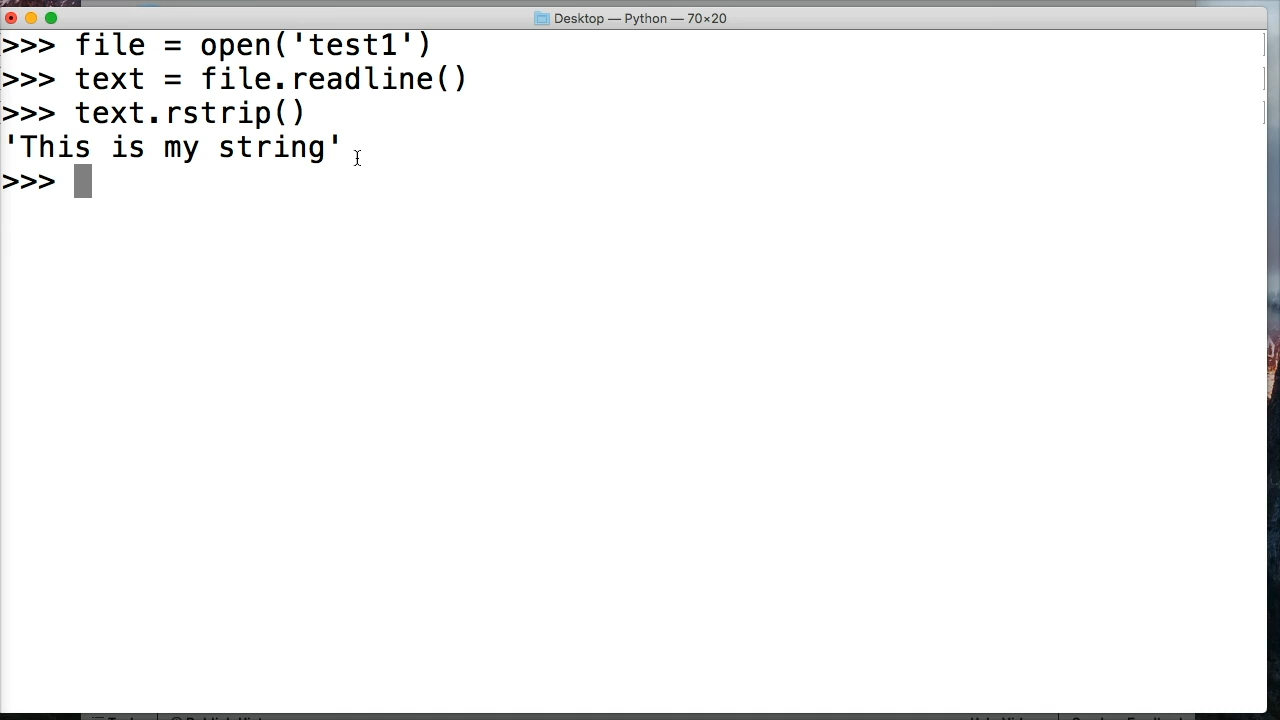 Desktop — Python — 70×20
>>> file = open('test1')
>>> text = file.readline()
>>> text.rstrip()
'This is my string'
>>>